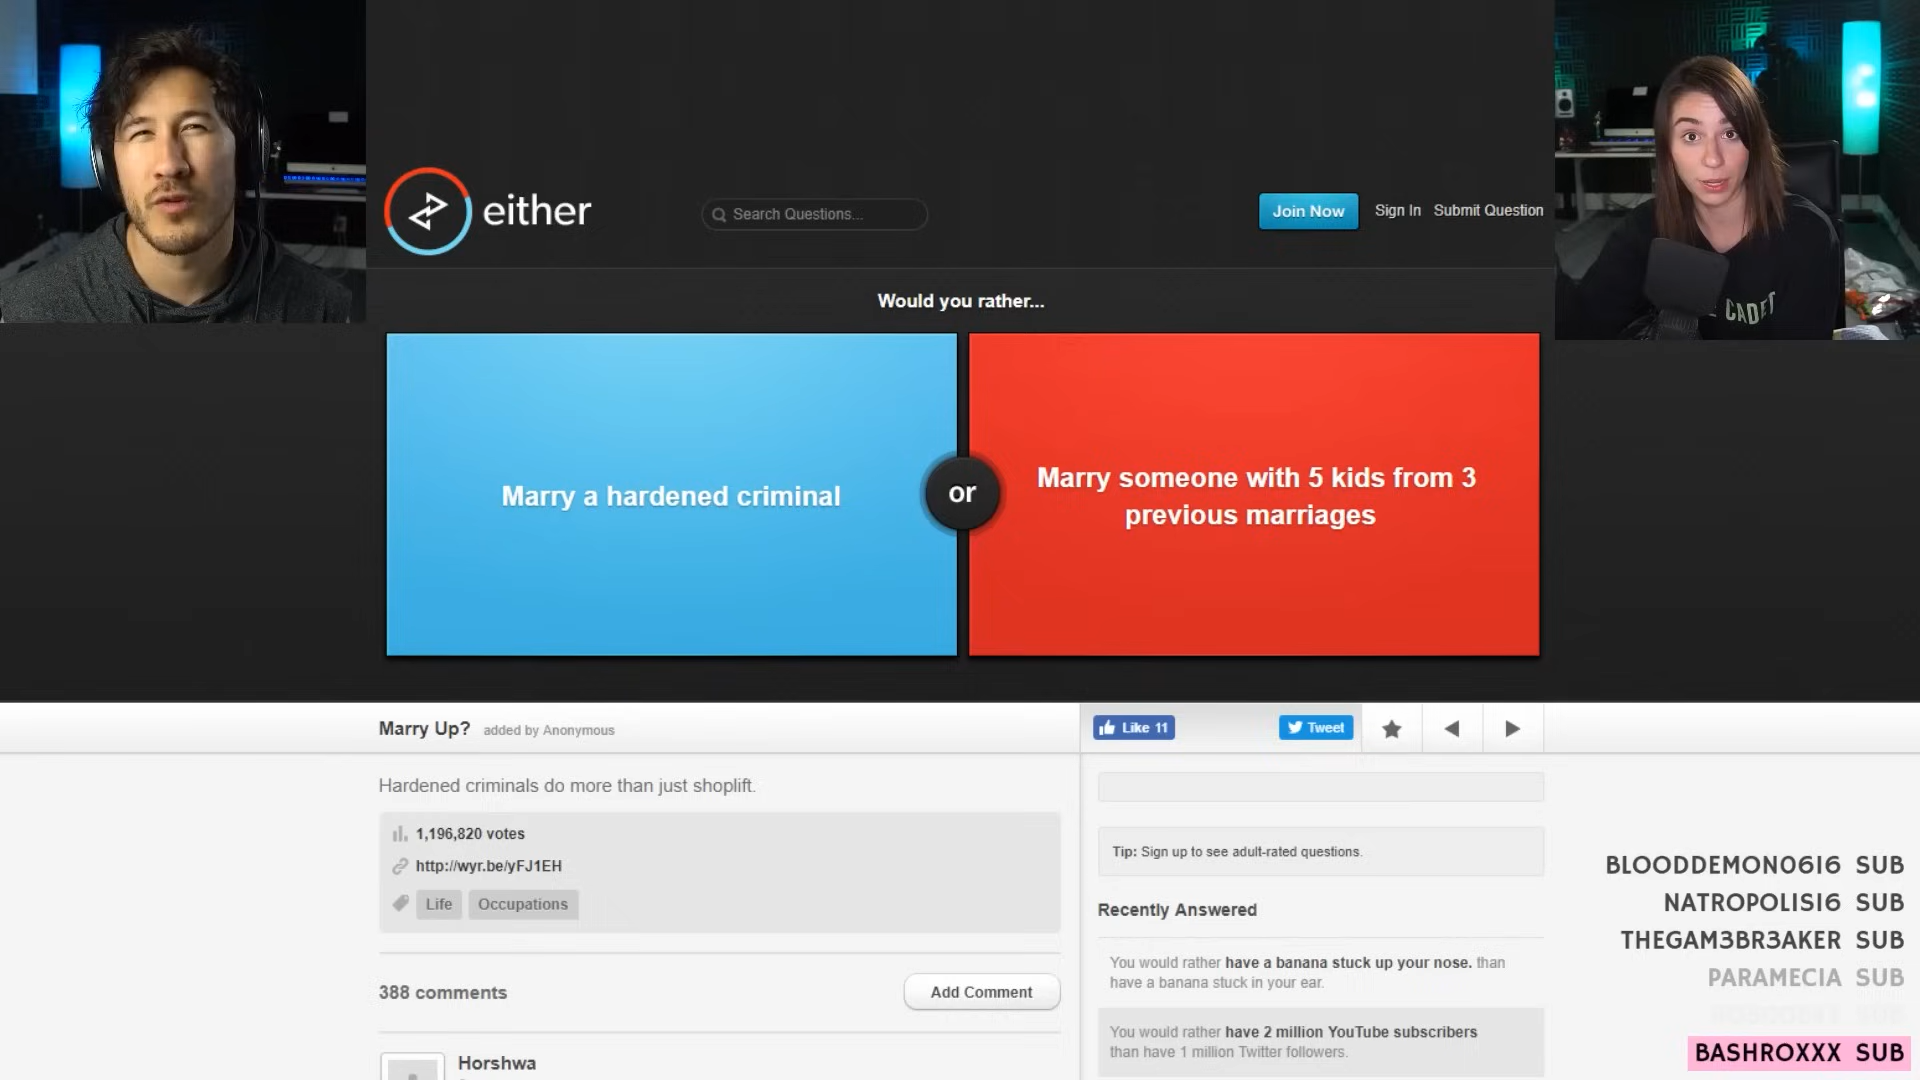 either
Search Questions...
Join Now
Sign In
Submit Question
CADET
Would you rather...
Marry a hardened criminal
or
Marry someone with 5 kids from 3
previous marriages
Marry Up? added by Anonymous
Like 11
Tweet
Hardened criminals do more than just shoplift.
1,196,820 votes
http://wyr.be/yFJ1EH
Life
Occupations
388 comments
Add Comment
Horshwa
Tip: Sign up to see adult-rated questions.
Recently Answered
You would rather have a banana stuck up your nose. than
have a banana stuck in your ear.
You would rather have 2 million YouTube subscribers
than have 1 million Twitter followers.
BLOODDEMON0616 SUB
NATROPOLIS16 SUB
THEGAM3BR3AKER SUB
PARAMECIA SUB
BASHROXXX SUB